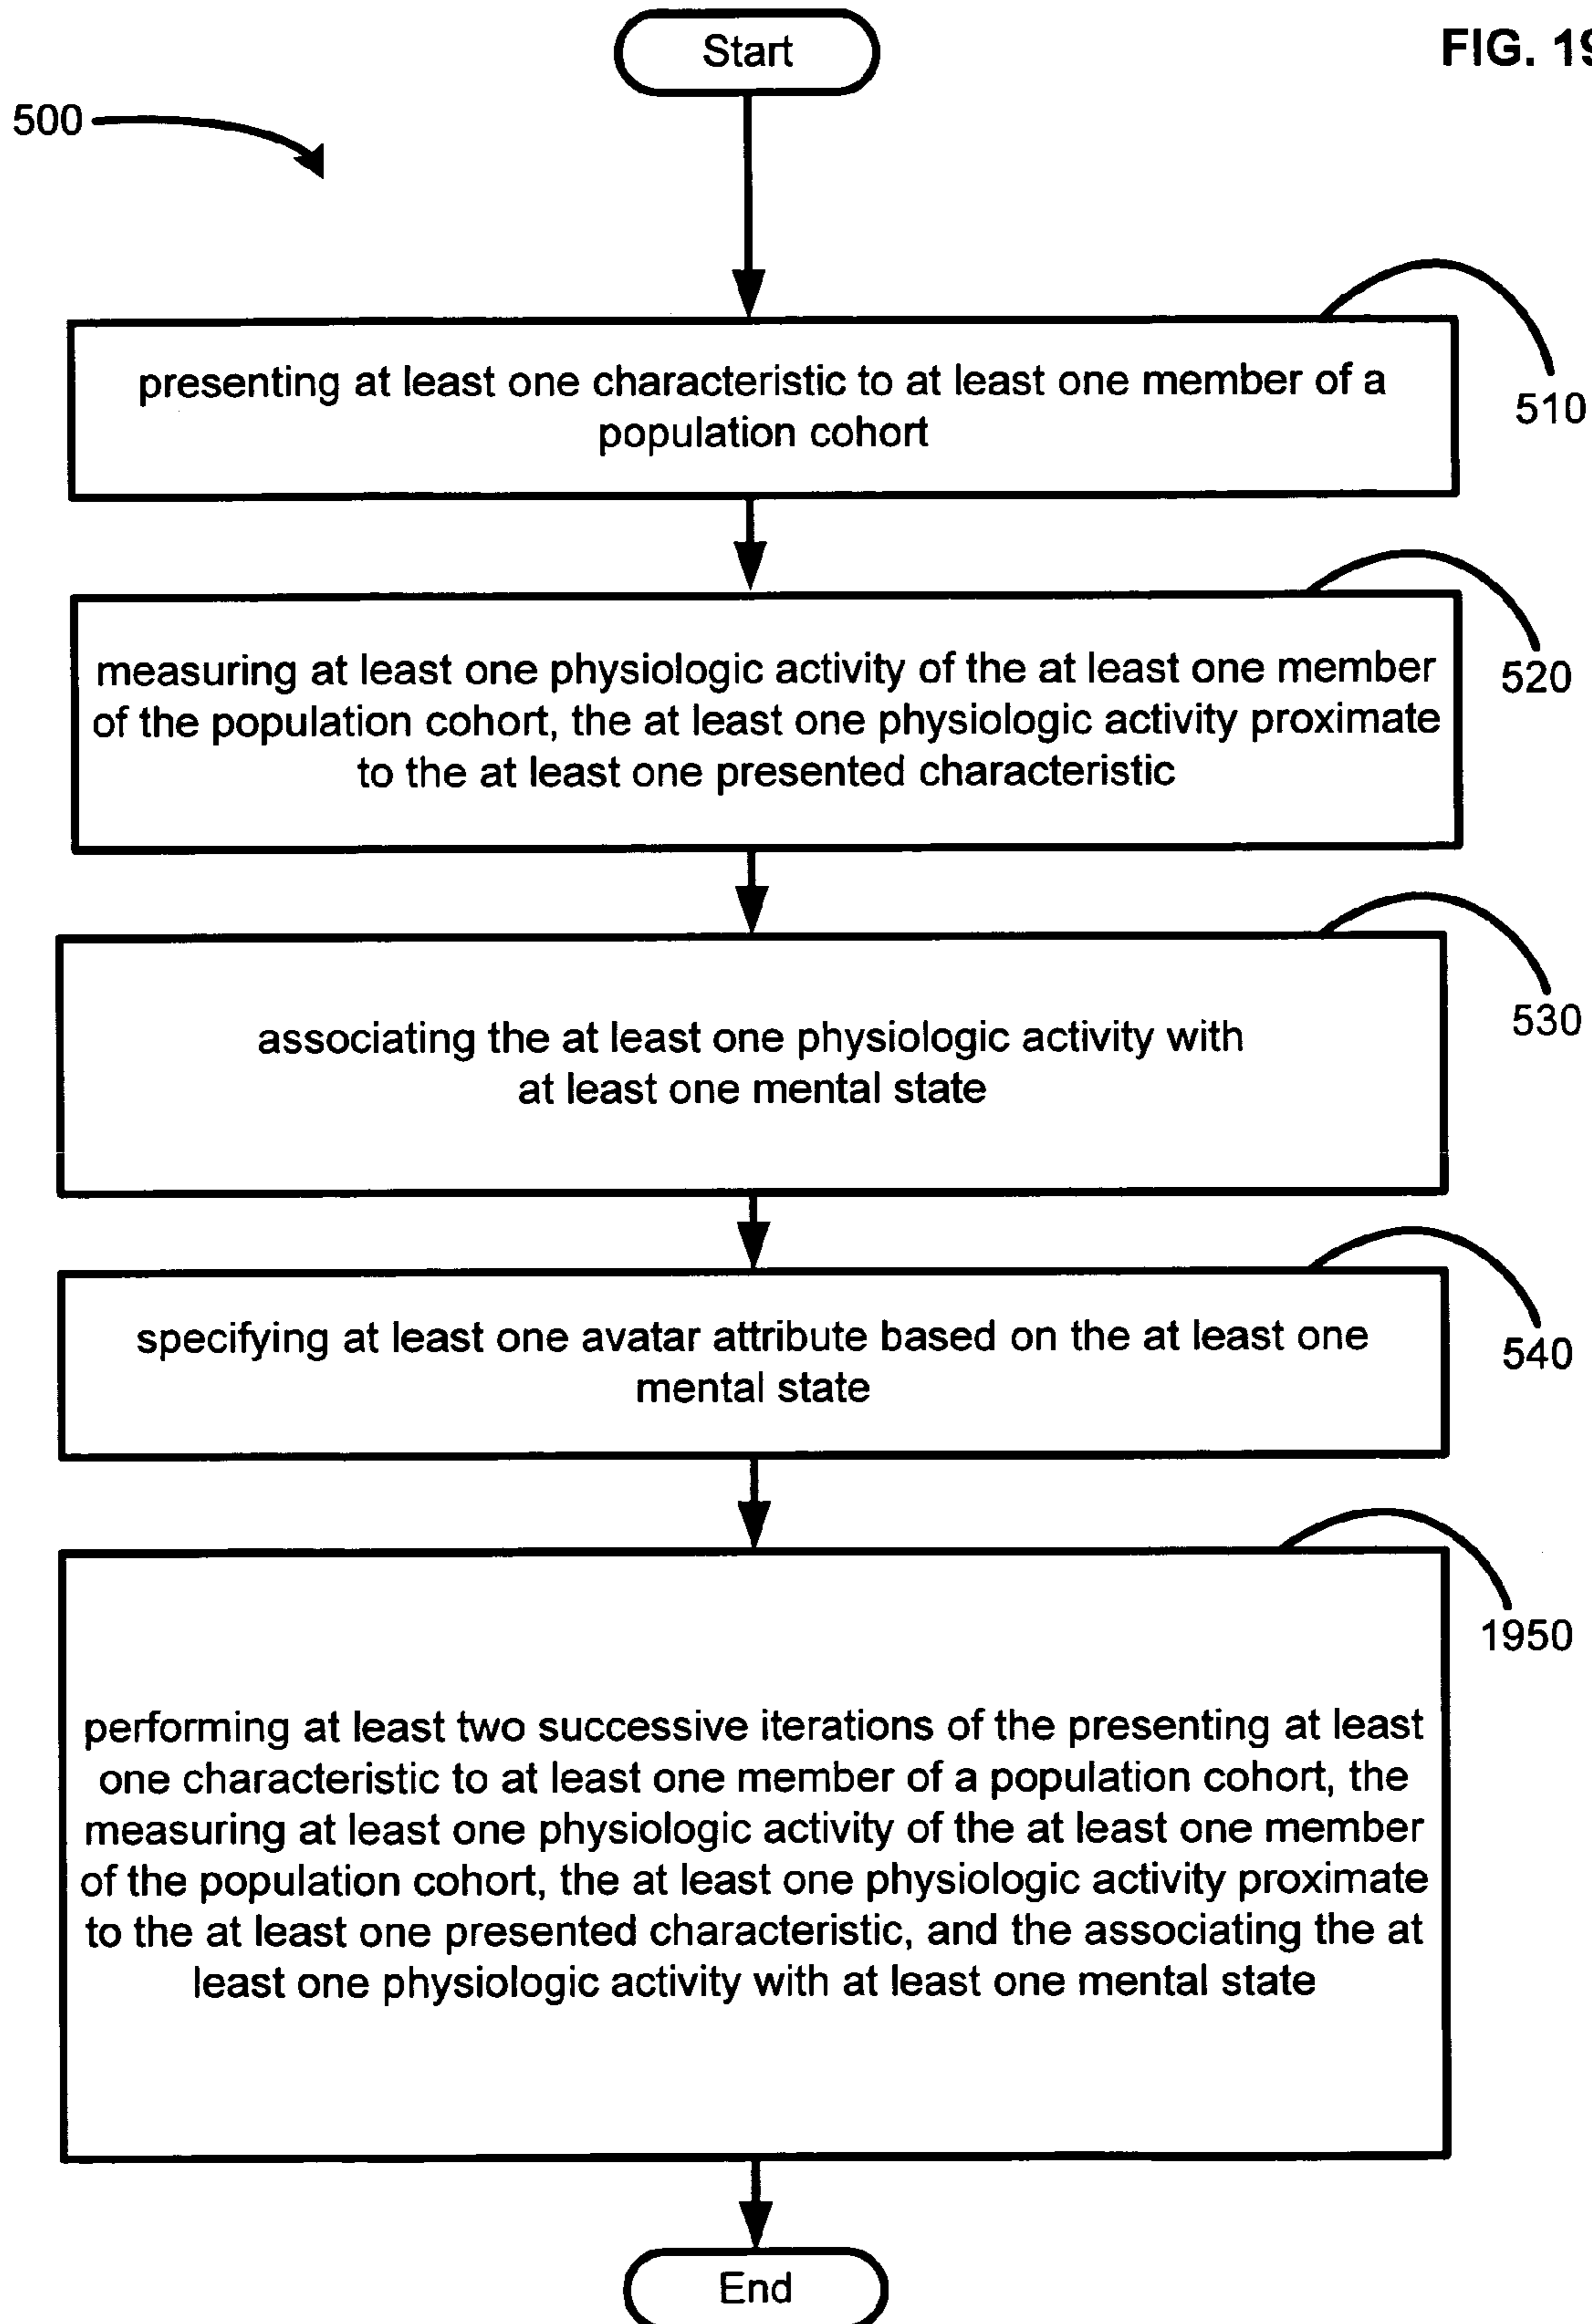 Start
FIG. 19
500
presenting at least one characteristic to at least one member of a
population cohort
510
measuring at least one physiologic activity of the at least one member
of the population cohort, the at least one physiologic activity proximate
to the at least one presented characteristic
520
associating the at least one physiologic activity with
at least one mental state
530
specifying at least one avatar attribute based on the at least one
mental state
540
performing at least two successive iterations of the presenting at least
one characteristic to at least one member of a population cohort, the
measuring at least one physiologic activity of the at least one member
of the population cohort, the at least one physiologic activity proximate
to the at least one presented characteristic, and the associating the at
least one physiologic activity with at least one mental state
1950
End